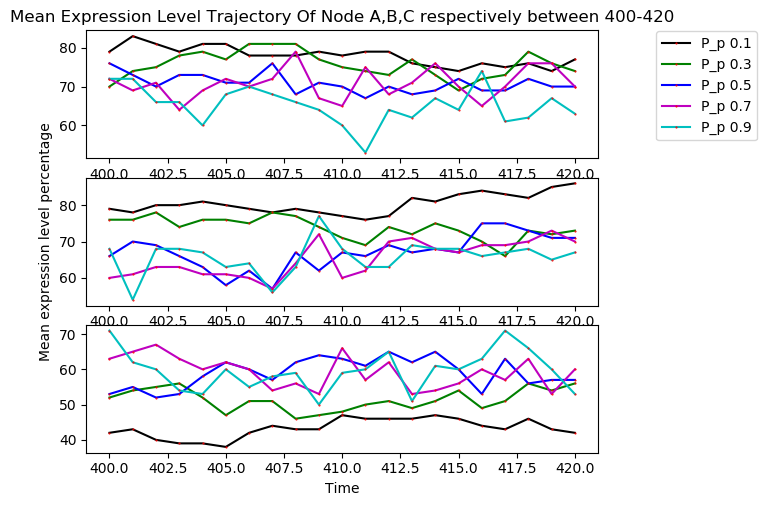 Mean Expression Level Trajectory Of Node A,B,C respectively between 400-420
80
70
60
400.0 402.5 405.0 407.5 410.0 412.5 415.0 417.5 420.0
P_p 0.1
P_p 0.3
P_p 0.5
P_p 0.7
P_p 0.9
Mean expression level percentage
80
70
60
400.0 402.5 405.0 407.5 410.0 412.5 415.0 417.5 420.0
70
60
50
40
400.0 402.5 405.0 407.5 410.0 412.5 415.0 417.5 420.0
Time